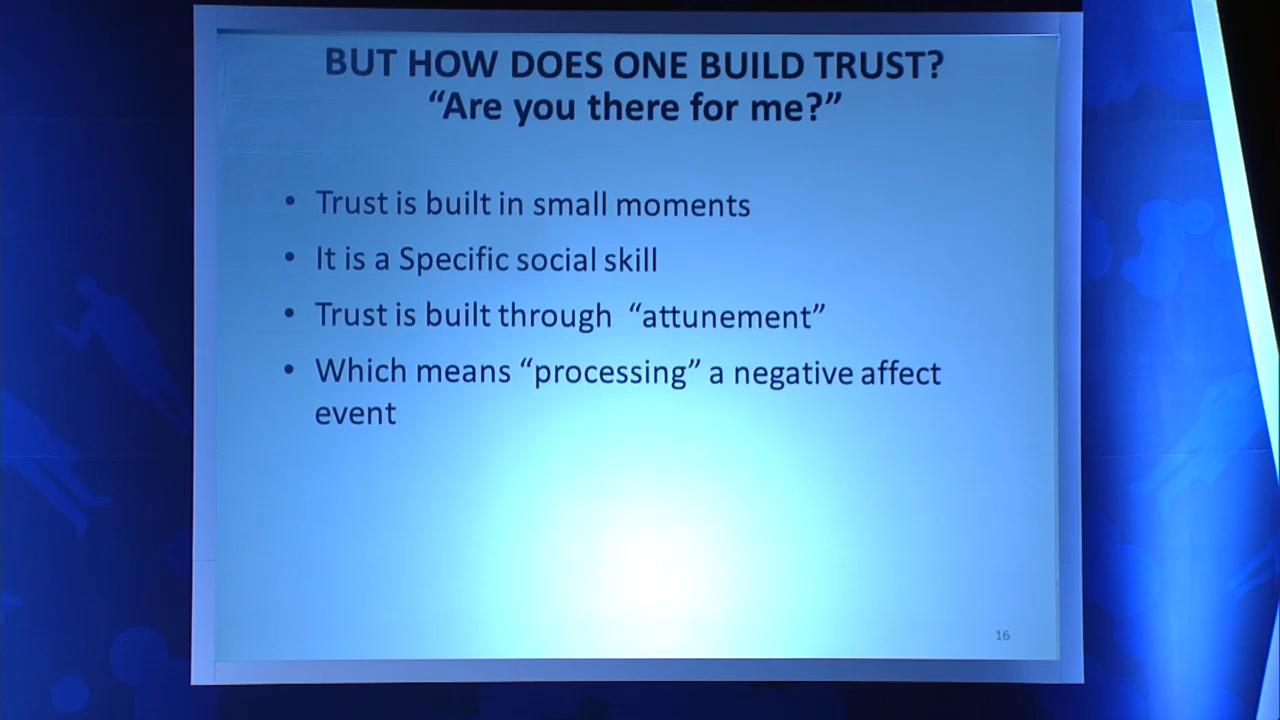 BUT HOW DOES ONE BUILD TRUST?
“Are you there for me?”
• Trust is built in small moments
• It is a Specific social skill
• Trust is built through “attunement”
• Which means “processing” a negative affect
event
16